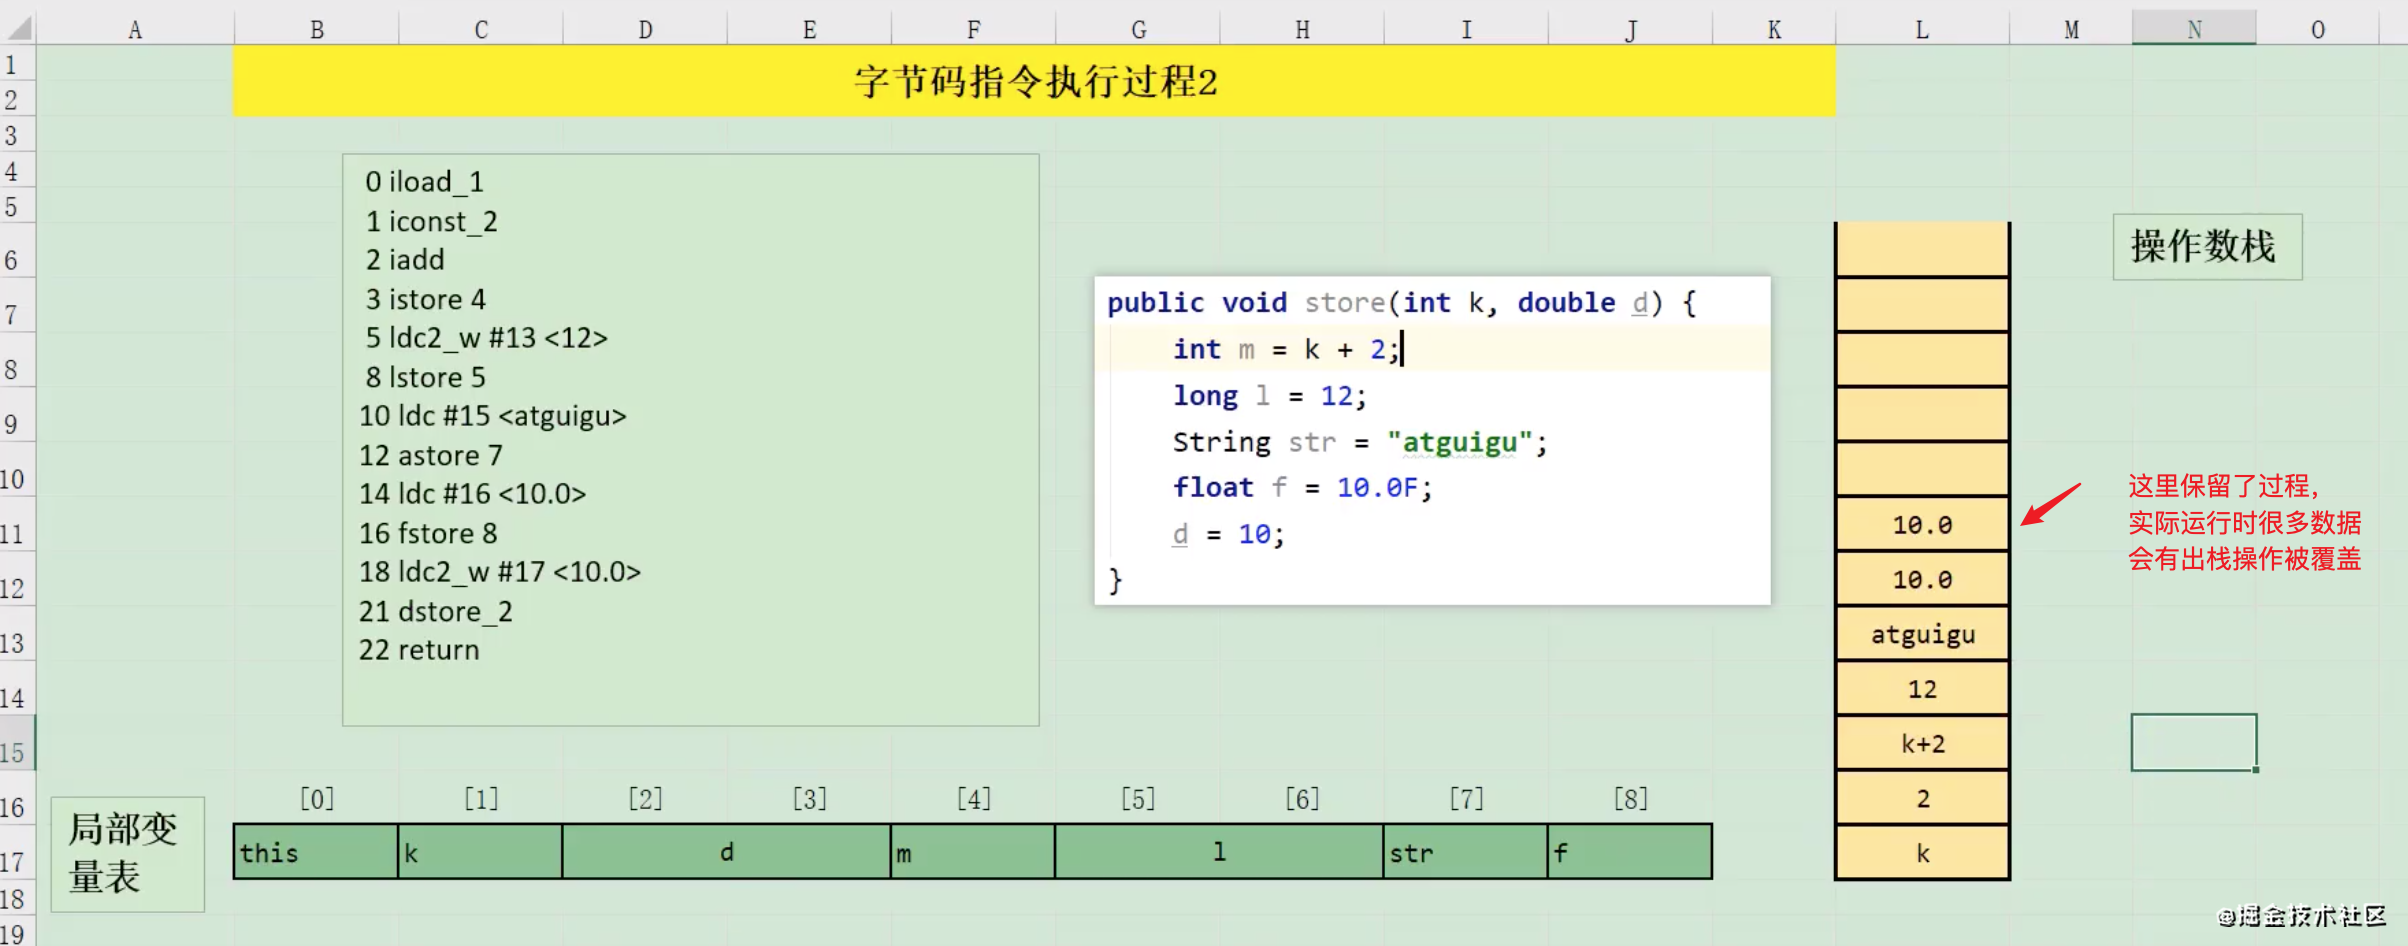 A B C D E F G H I J K L M N O
1
2
3
4
5
6
7
8
9
10
11
12
13
14
15
16
17
18
19
字节码指令执行过程2
0 iload_1
1 iconst_2
2 iadd
3 istore 4
5 ldc2_w #13 <12>
8 lstore 5
10 ldc #15 <atguigu>
12 astore 7
14 ldc #16 <10.0>
16 fstore 8
18 ldc2_w #17 <10.0>
21 dstore_2
22 return
public void store(int k, double d) {
int m = k + 2;
long l = 12;
String str = "atguigu";
float f = 10.0F;
d = 10;
}
操作数栈
10.0
10.0
atguigu
12
k+2
2
k
这里保留了过程，
实际运行时很多数据
会有出栈操作被覆盖
局部变
量表
[0] [1] [2] [3] [4] [5] [6] [7] [8]
this k d m l str f
@掘金技术社区